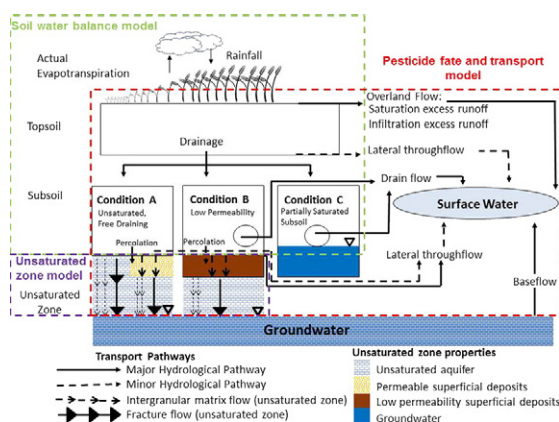 Soil water balance model
Actual
Evapotranspiration
Rainfall
Pesticide fate and transport
model
Overland Flow:
Saturation excess runoff
Infiltration excess runoff
Topsoil
Drainage
Lateral throughflow
Drain flow
Subsoil
Condition A
Unsaturated,
Free Draining
Condition B
Low Permeability
Condition C
Partially Saturated
Subsoil
Surface Water
Percolation
Percolation
Lateral
throughflow
Unsaturated
zone model
Unsaturated
Zone
Baseflow
Groundwater
Transport Pathways
Major Hydrological Pathway
Minor Hydrological Pathway
Intergranular matrix flow (unsaturated zone)
Fracture flow (unsaturated zone)
Unsaturated zone properties
Unsaturated aquifer
Permeable superficial deposits
Low permeability superficial deposits
Groundwater